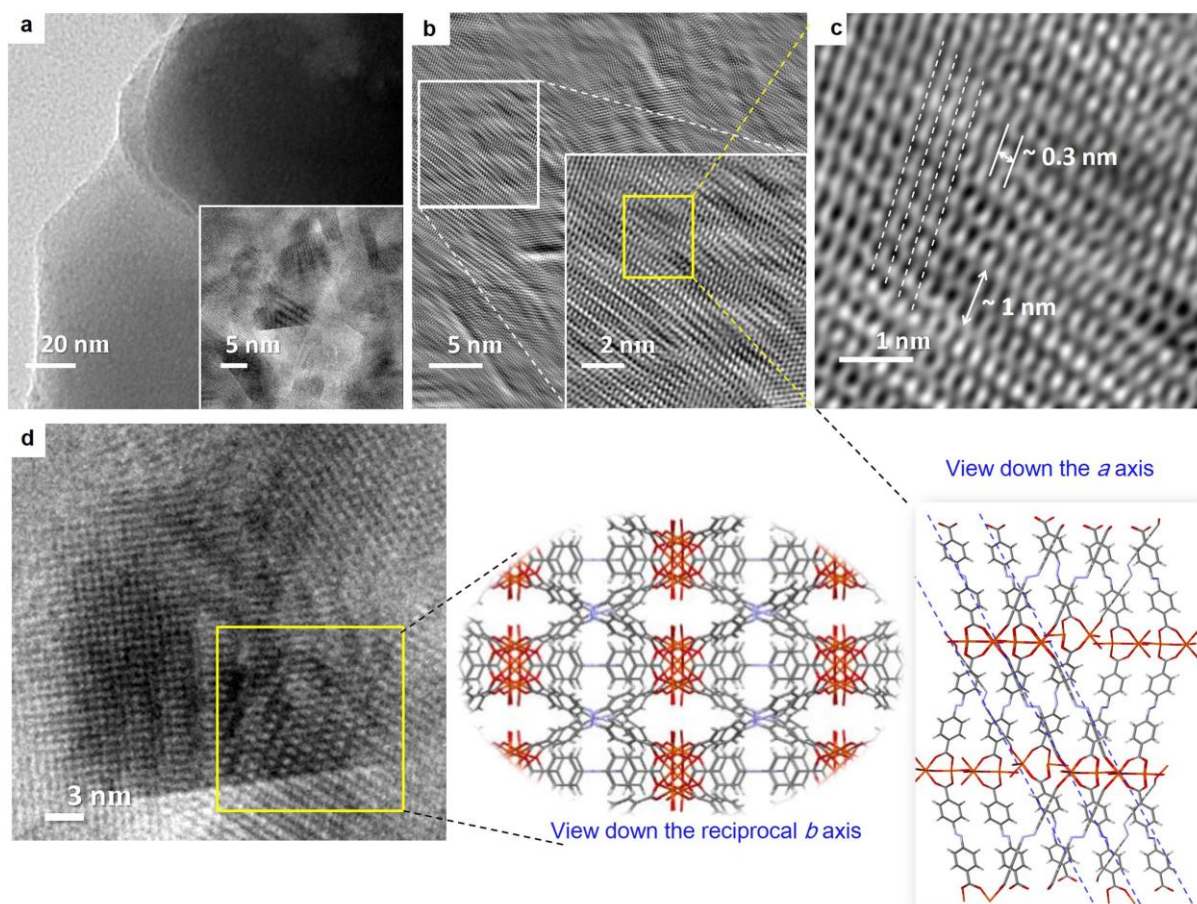 a
20 nm
5 nm
b
5 nm
2 nm
c
~ 0.3 nm
~ 1 nm
1 nm
d
3 nm
View down the reciprocal b axis
View down the a axis